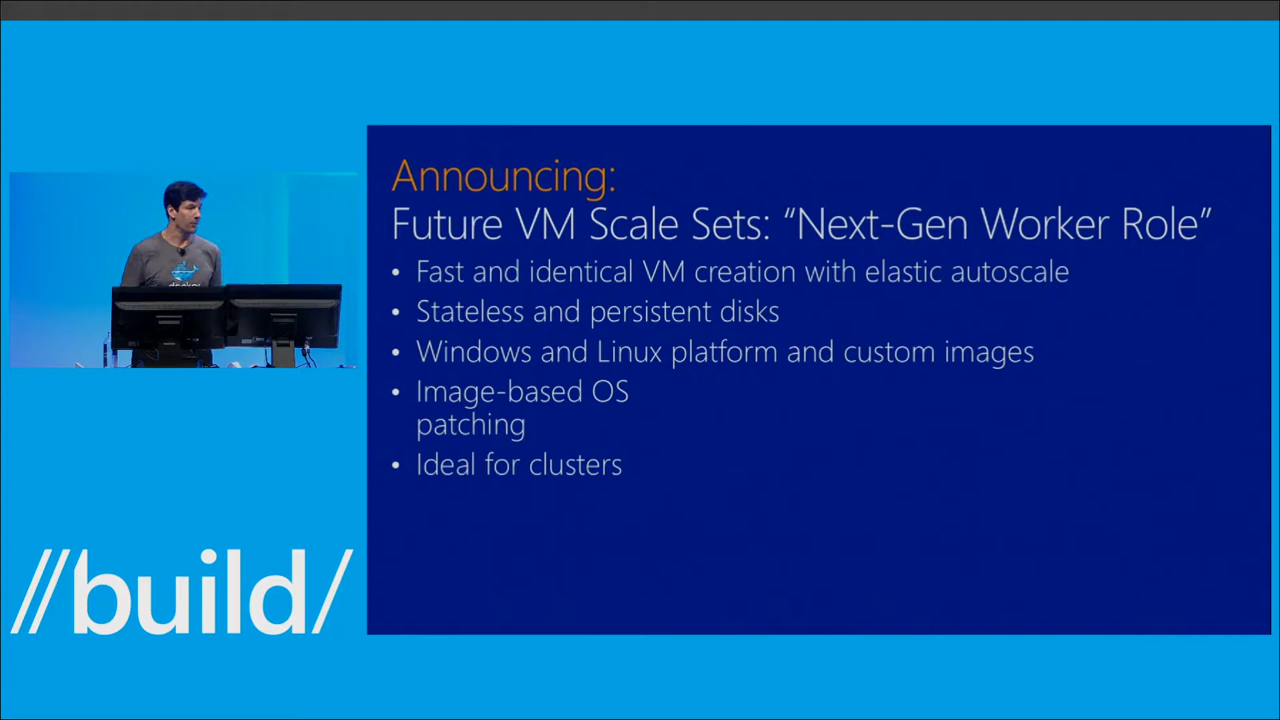 Announcing:
Future VM Scale Sets: “Next-Gen Worker Role”
• Fast and identical VM creation with elastic autoscale
• Stateless and persistent disks
• Windows and Linux platform and custom images
• Image-based OS
patching
• Ideal for clusters
docker
//build/